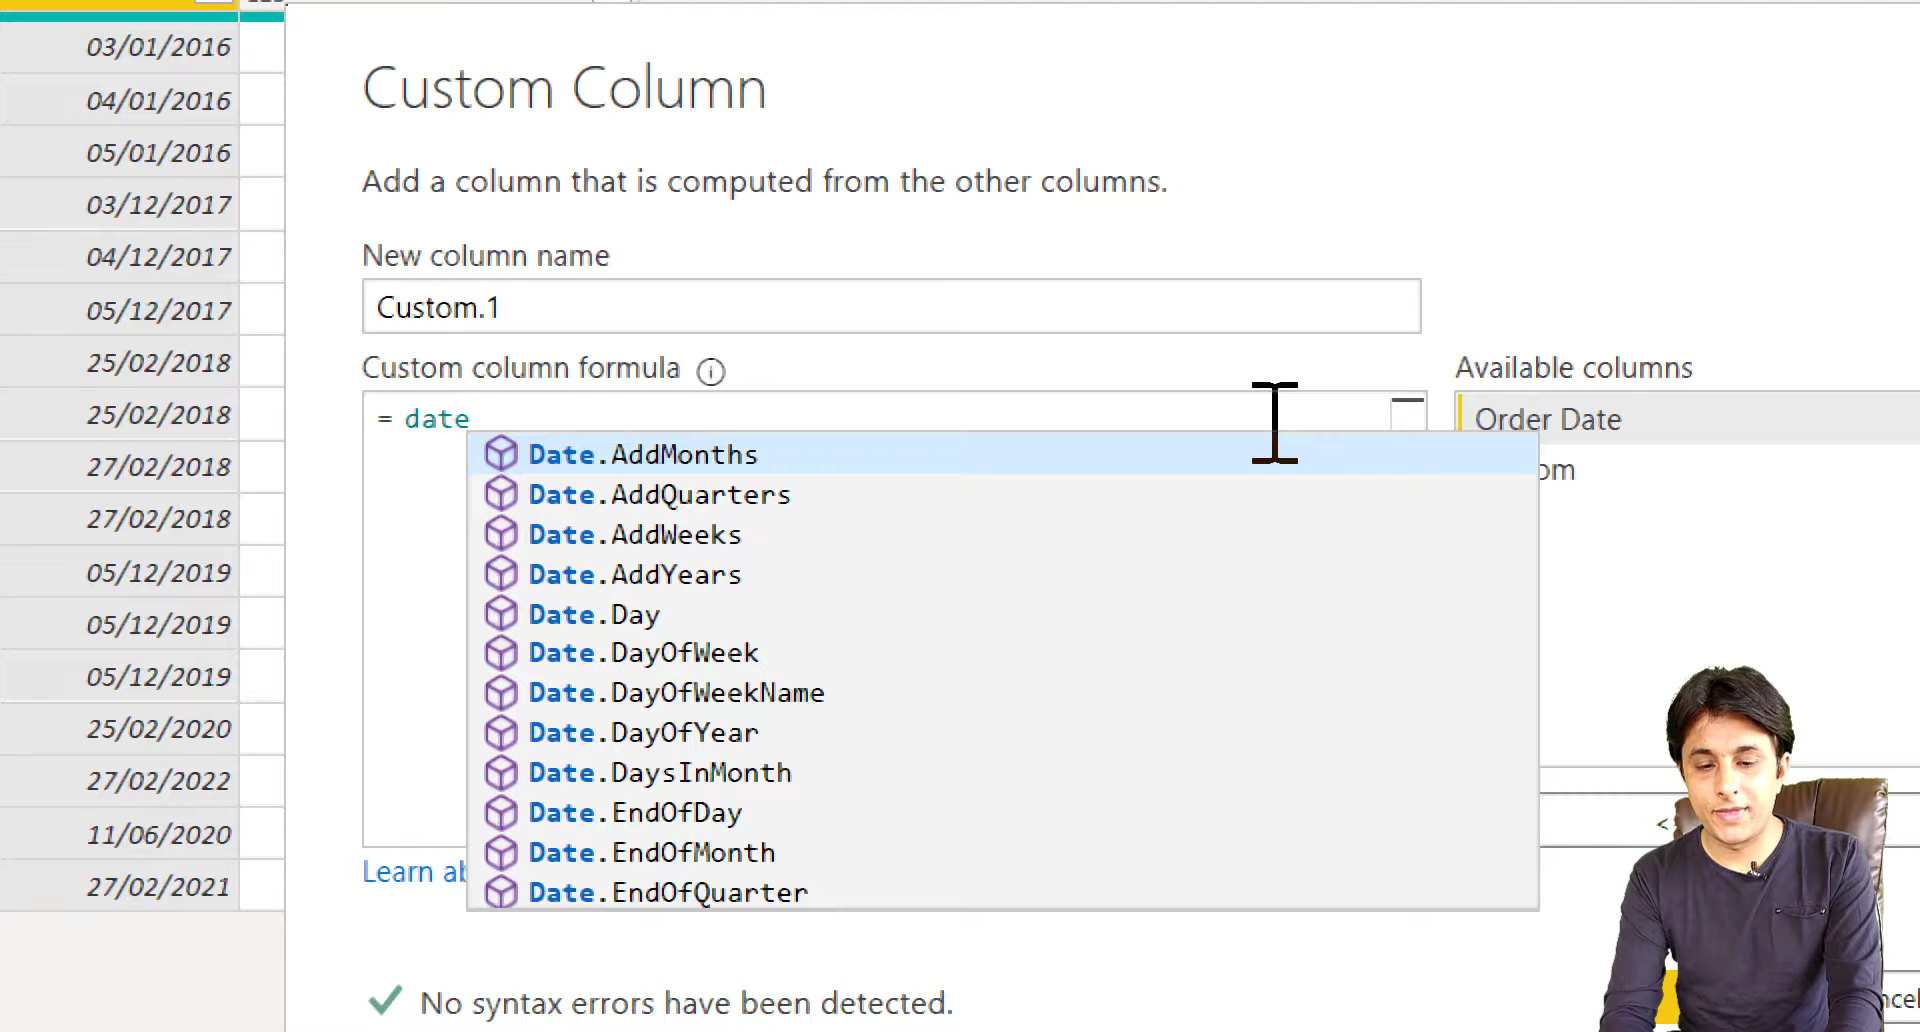 03/01/2016
04/01/2016
05/01/2016
03/12/2017
04/12/2017
05/12/2017
25/02/2018
25/02/2018
27/02/2018
27/02/2018
05/12/2019
05/12/2019
05/12/2019
25/02/2020
27/02/2022
11/06/2020
27/02/2021
Custom Column
Add a column that is computed from the other columns.
New column name
Custom.1
Custom column formula
= date
Date.AddMonths
Date.AddQuarters
Date.AddWeeks
Date.AddYears
Date.Day
Date.DayOfWeek
Date.DayOfWeekName
Date.DayOfYear
Date.DaysInMonth
Date.EndOfDay
Date.EndOfMonth
Date.EndOfQuarter
Available columns
Order Date
om
<
Learn ab
No syntax errors have been detected.
ncel